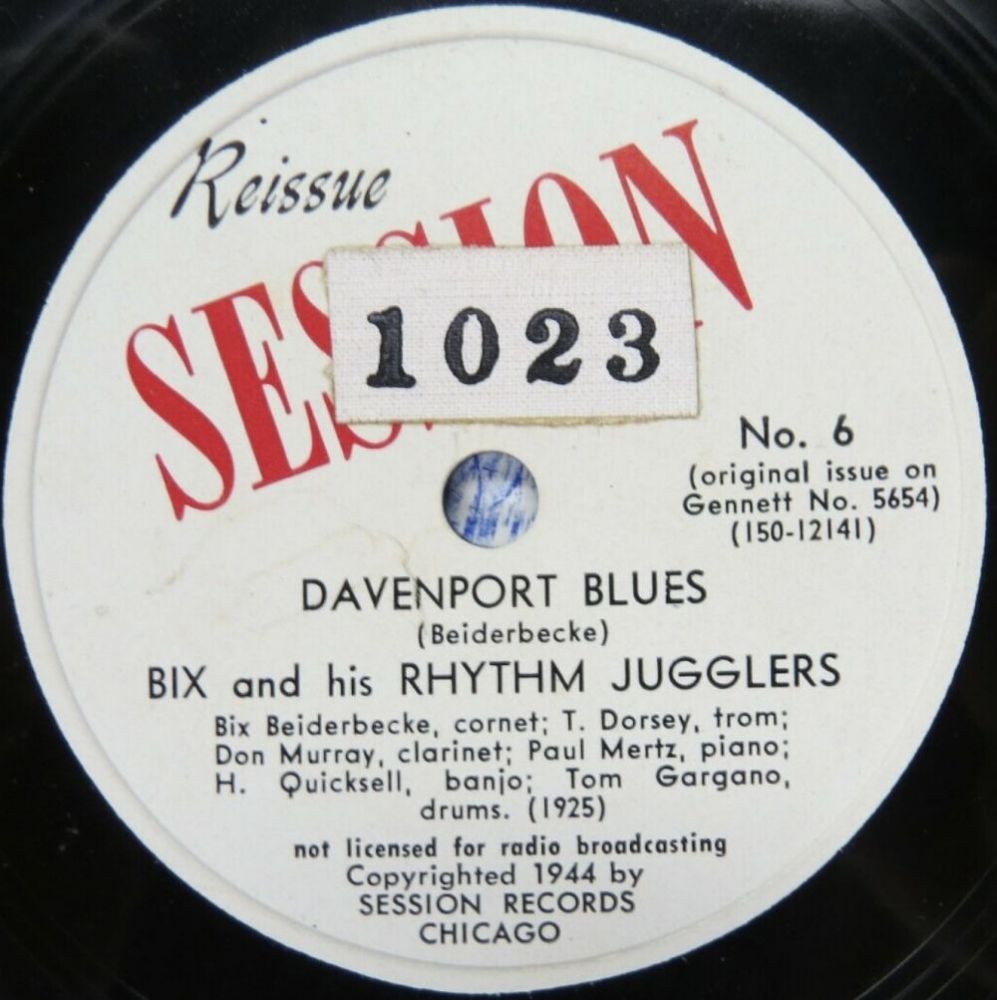 Reissue
SESSION
1023
No. 6
(original issue on
Gennett No. 5654)
(150-12141)
DAVENPORT BLUES
(Beiderbecke)
BIX and his RHYTHM JUGGLERS
Bix Beiderbecke, cornet; T. Dorsey, trom;
Don Murray, clarinet; Paul Mertz, piano;
H. Quicksell, banjo; Tom Gargano,
drums. (1925)
not licensed for radio broadcasting
Copyrighted 1944 by
SESSION RECORDS
CHICAGO